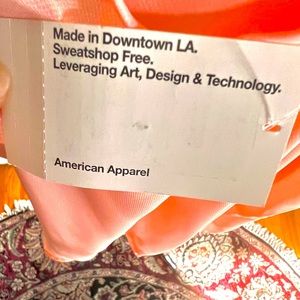 Made in Downtown LA.
Sweatshop Free.
Leveraging Art, Design & Technology.
American Apparel